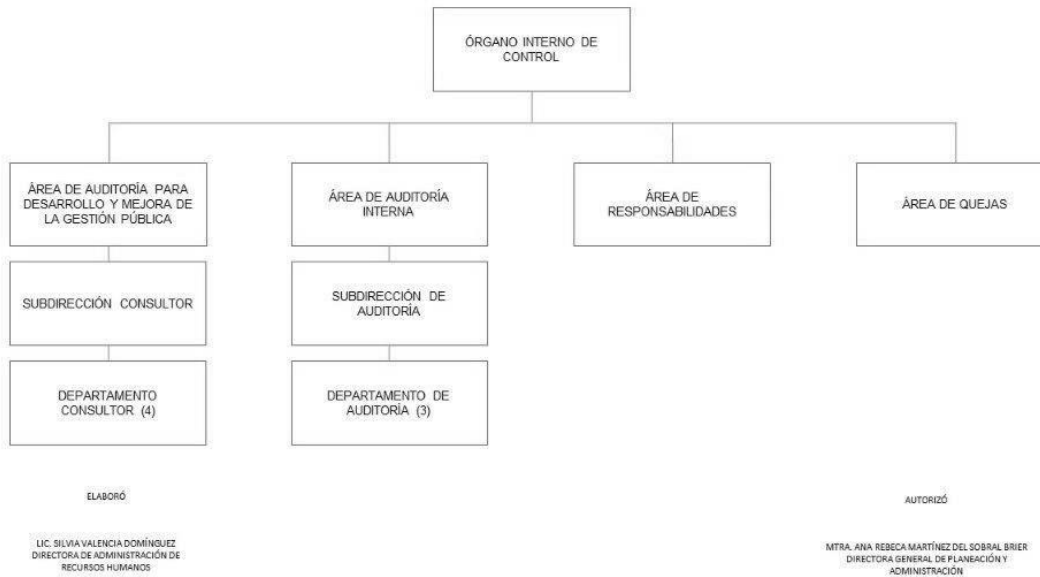 ÓRGANO INTERNO DE
CONTROL
ÁREA DE AUDITORÍA PARA
DESARROLLO Y MEJORA DE
LA GESTIÓN PÚBLICA
ÁREA DE AUDITORÍA
INTERNA
ÁREA DE
RESPONSABILIDADES
ÁREA DE QUEJAS
SUBDIRECCIÓN CONSULTOR
SUBDIRECCIÓN DE
AUDITORÍA
DEPARTAMENTO
CONSULTOR (4)
DEPARTAMENTO DE
AUDITORÍA (3)
ELABORÓ
LIC. SILVIA VALENCIA DOMÍNGUEZ
DIRECTORA DE ADMINISTRACIÓN DE
RECURSOS HUMANOS
AUTORIZÓ
MTRA. ANA REBECA MARTÍNEZ DEL SOBRAL BRIER
DIRECTORA GENERAL DE PLANEACIÓN Y
ADMINISTRACIÓN